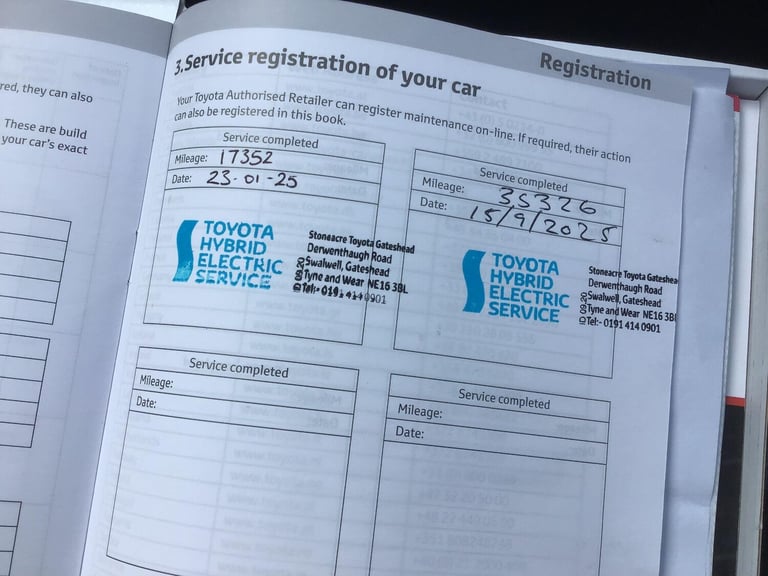 red, they can also
These are build
your car's exact
Registration
3. Service registration of your car
Your Toyota Authorised Retailer can register maintenance on-line. If required, their action
can also be registered in this book.
Service completed
Mileage: 17352
Date: 23-01-25
TOYOTA
HYBRID
ELECTRIC
SERVICE
Stoneacre Toyota Gateshead
Derwenthaugh Road
Swalwell, Gateshead
Tyne and Wear NE16 3BL
Tel:- 0191 414 0901
Service completed
Mileage: 35326
Date: 15/9/2025
TOYOTA
HYBRID
ELECTRIC
SERVICE
Stoneacre Toyota Gateshea
Derwenthaugh Road
Swalwell, Gateshead
Tyne and Wear NE16 3BL
Tel:- 0191 414 0901
Service completed
Mileage:
Date:
Service completed
Mileage:
Date: